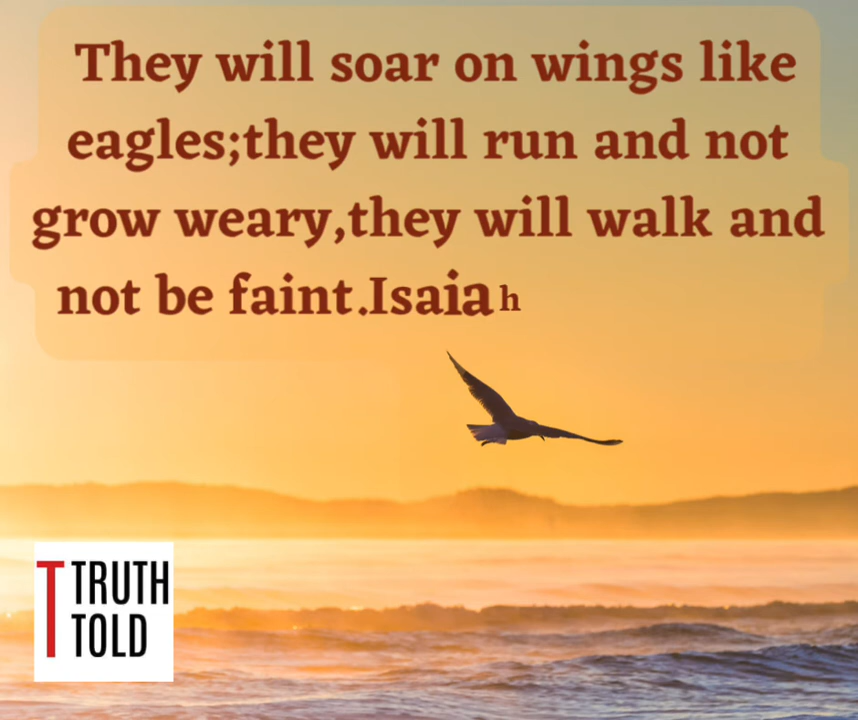 They will soar on wings like
eagles;they will run and not
grow weary,they will walk and
not be faint.Isaiah
TRUTH
TOLD